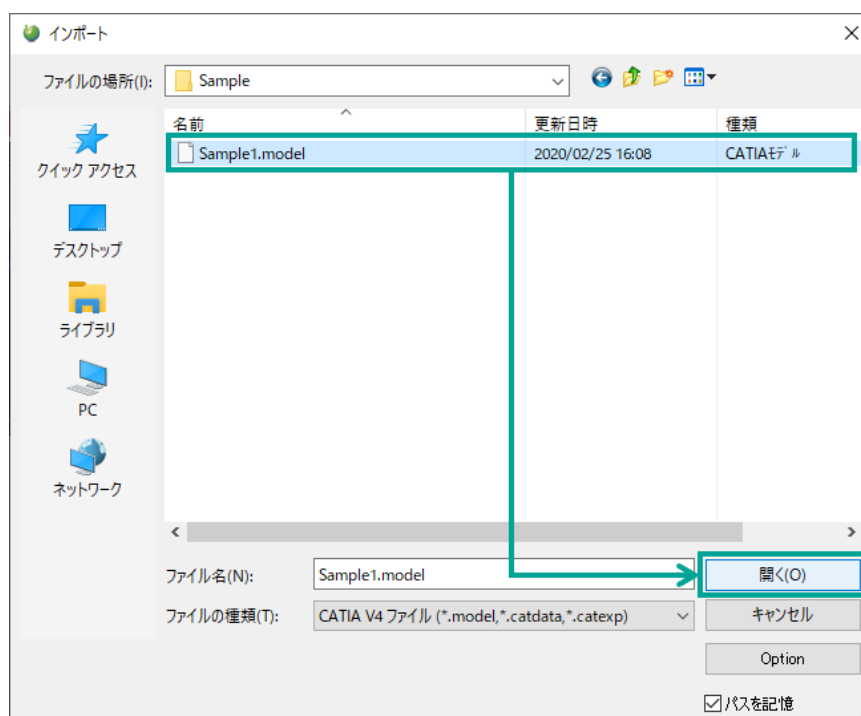 インポート
ファイルの場所(I): Sample
名前 更新日時 種類
Sample1.model 2020/02/25 16:08 CATIAﾓﾃﾞﾙ
クイック アクセス
デスクトップ
ライブラリ
PC
ネットワーク
ファイル名(N): Sample1.model 開く(O)
ファイルの種類(T): CATIA V4 ファイル (*.model,*.catdata,*.catexp) キャンセル
Option
パスを記憶